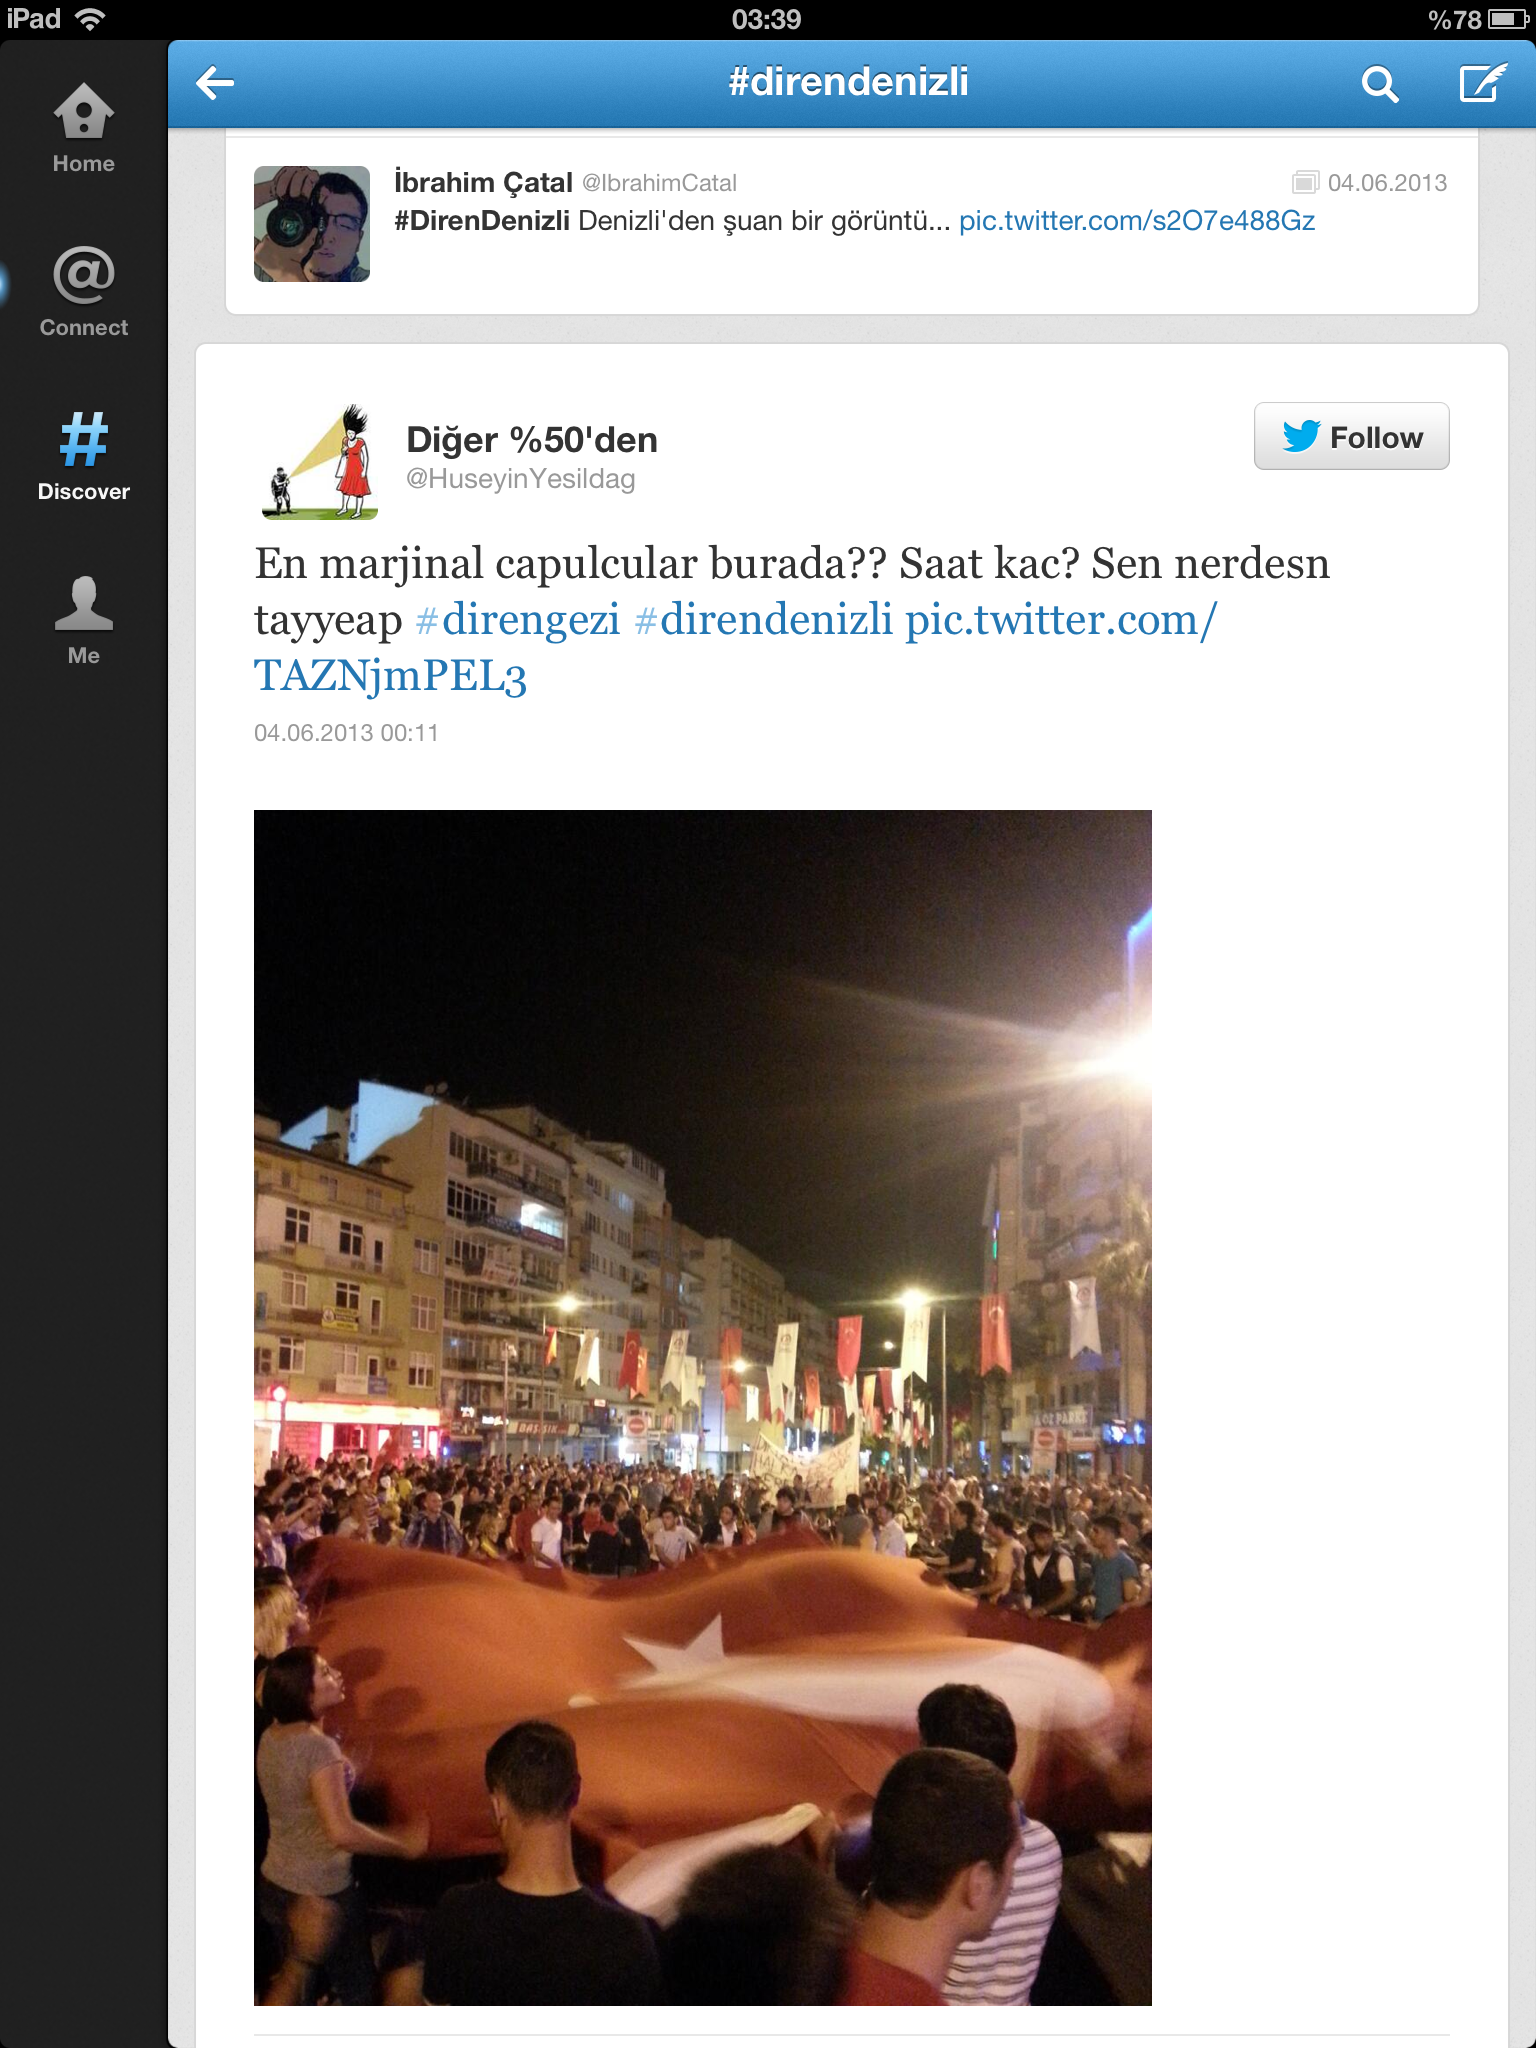 iPad 03:39 %78
#direndenizli
Home
Connect
Discover
Me
İbrahim Çatal @IbrahimCatal 04.06.2013
#DirenDenizli Denizli'den şuan bir görüntü... pic.twitter.com/s2O7e488Gz
Diğer %50'den
@HuseyinYesildag
Follow
En marjinal capulcular burada?? Saat kac? Sen nerdesn
tayyeap #direngezi #direndenizli pic.twitter.com/
TAZNjmPEL3
04.06.2013 00:11